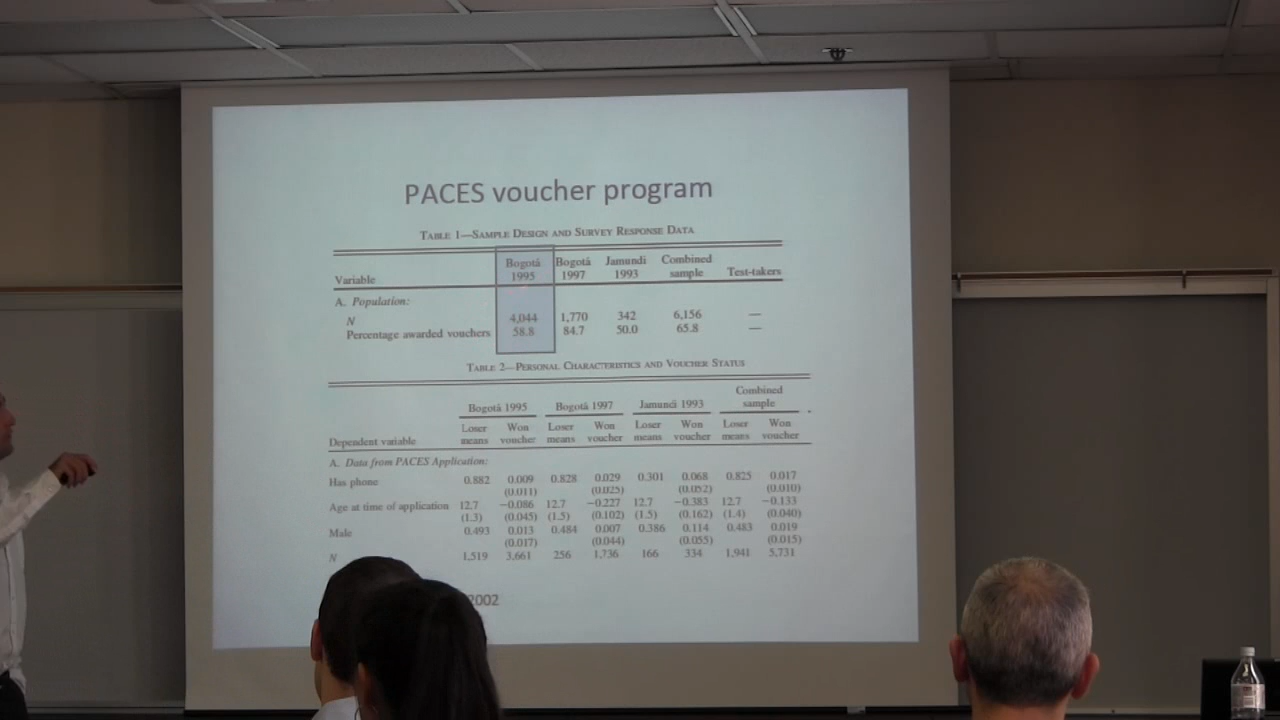 PACES voucher program
TABLE 1—SAMPLE DESIGN AND SURVEY RESPONSE DATA
Variable Bogotá 1995 Bogotá 1997 Jamundi 1993 Combined sample Test-takers
A. Population:
N 4,044 1,770 342 6,156 — —
Percentage awarded vouchers 58.8 84.7 50.0 65.8 —
TABLE 2—PERSONAL CHARACTERISTICS AND VOUCHER STATUS
Bogotá 1995 Bogotá 1997 Jamundi 1993 Combined sample
Dependent variable Loser means Won voucher Loser means Won voucher Loser means Won voucher Loser means Won voucher
A. Data from PACES Application:
Has phone 0.882 0.009 0.828 0.029 0.301 0.068 0.825 0.017
(0.011) (0.025) (0.052) (0.010)
Age at time of application 12.7 −0.086 12.7 −0.227 12.7 −0.383 12.7 −0.133
(1.3) (0.045) (1.5) (0.102) (1.5) (0.162) (1.4) (0.040)
Male 0.493 0.013 0.484 0.007 0.386 0.114 0.483 0.019
(0.017) (0.044) (0.055) (0.015)
N 1,519 3,661 256 1,736 166 334 1,941 5,731
2002